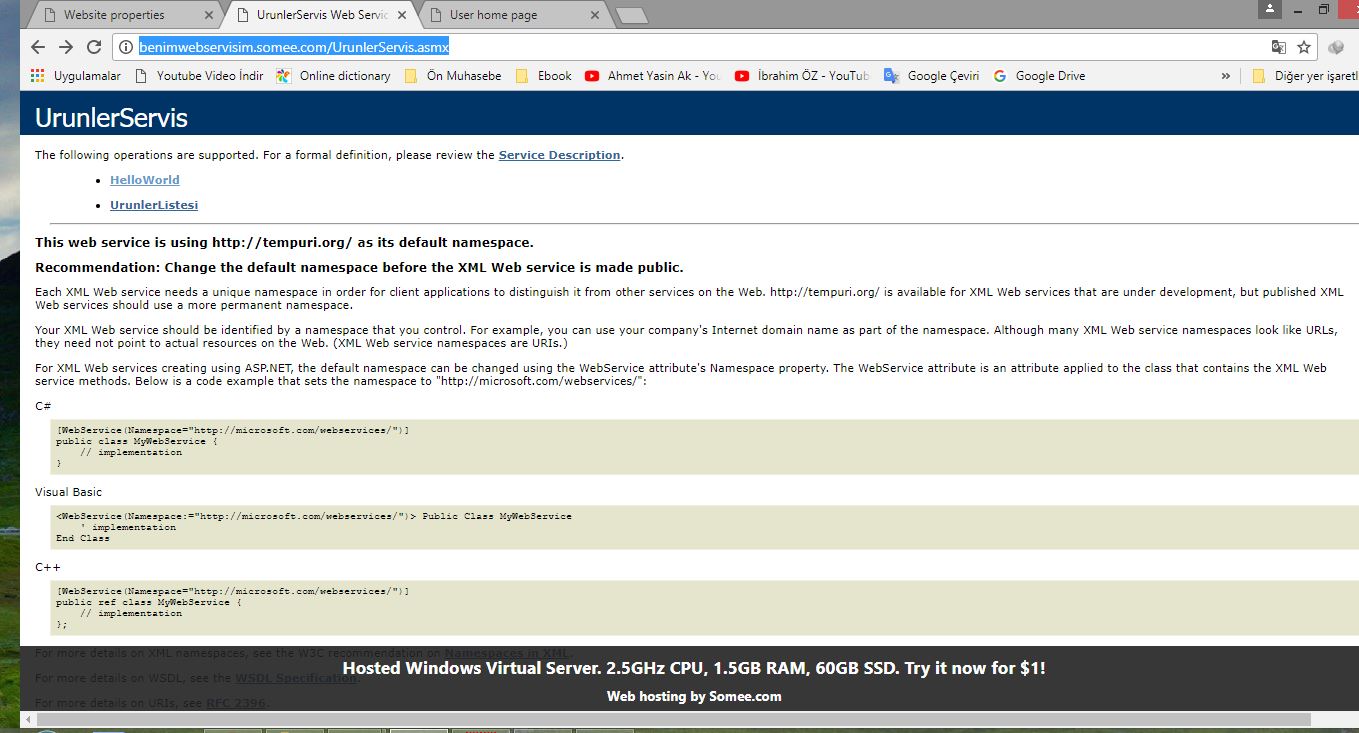 Website properties
UrunlerServis Web Servic
User home page
benimwebservisim.somee.com/UrunlerServis.asmx
Uygulamalar
Youtube Video İndir
Online dictionary
Ön Muhasebe
Ebook
Ahmet Yasin Ak - You
İbrahim ÖZ - YouTub
Google Çeviri
Google Drive
»
Diğer yer işaretl
UrunlerServis
The following operations are supported. For a formal definition, please review the Service Description.
• HelloWorld
• UrunlerListesi
This web service is using http://tempuri.org/ as its default namespace.
Recommendation: Change the default namespace before the XML Web service is made public.
Each XML Web service needs a unique namespace in order for client applications to distinguish it from other services on the Web. http://tempuri.org/ is available for XML Web services that are under development, but published XML
Web services should use a more permanent namespace.
Your XML Web service should be identified by a namespace that you control. For example, you can use your company's Internet domain name as part of the namespace. Although many XML Web service namespaces look like URLs,
they need not point to actual resources on the Web. (XML Web service namespaces are URIs.)
For XML Web services creating using ASP.NET, the default namespace can be changed using the WebService attribute's Namespace property. The WebService attribute is an attribute applied to the class that contains the XML Web
service methods. Below is a code example that sets the namespace to "http://microsoft.com/webservices/":
C#
[WebService(Namespace="http://microsoft.com/webservices/")]
public class MyWebService {
// implementation
}
Visual Basic
<WebService(Namespace:="http://microsoft.com/webservices/")> Public Class MyWebService
' implementation
End Class
C++
[WebService(Namespace="http://microsoft.com/webservices/")]
public ref class MyWebService {
// implementation
};
For more details on XML namespaces, see the W3C recommendation on Namespaces in XML.
Hosted Windows Virtual Server. 2.5GHz CPU, 1.5GB RAM, 60GB SSD. Try it now for $1!
For more details on WSDL, see the WSDL Specification.
Web hosting by Somee.com
For more details on URIs, see RFC 2396.